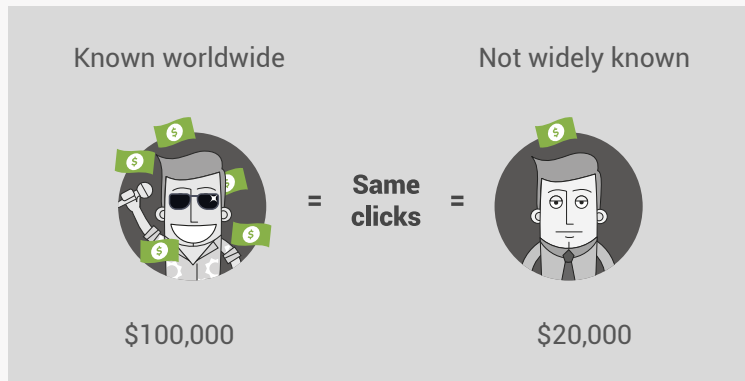 Known worldwide
Not widely known
$
$
$
$
$
$
= Same clicks =
$100,000
$20,000